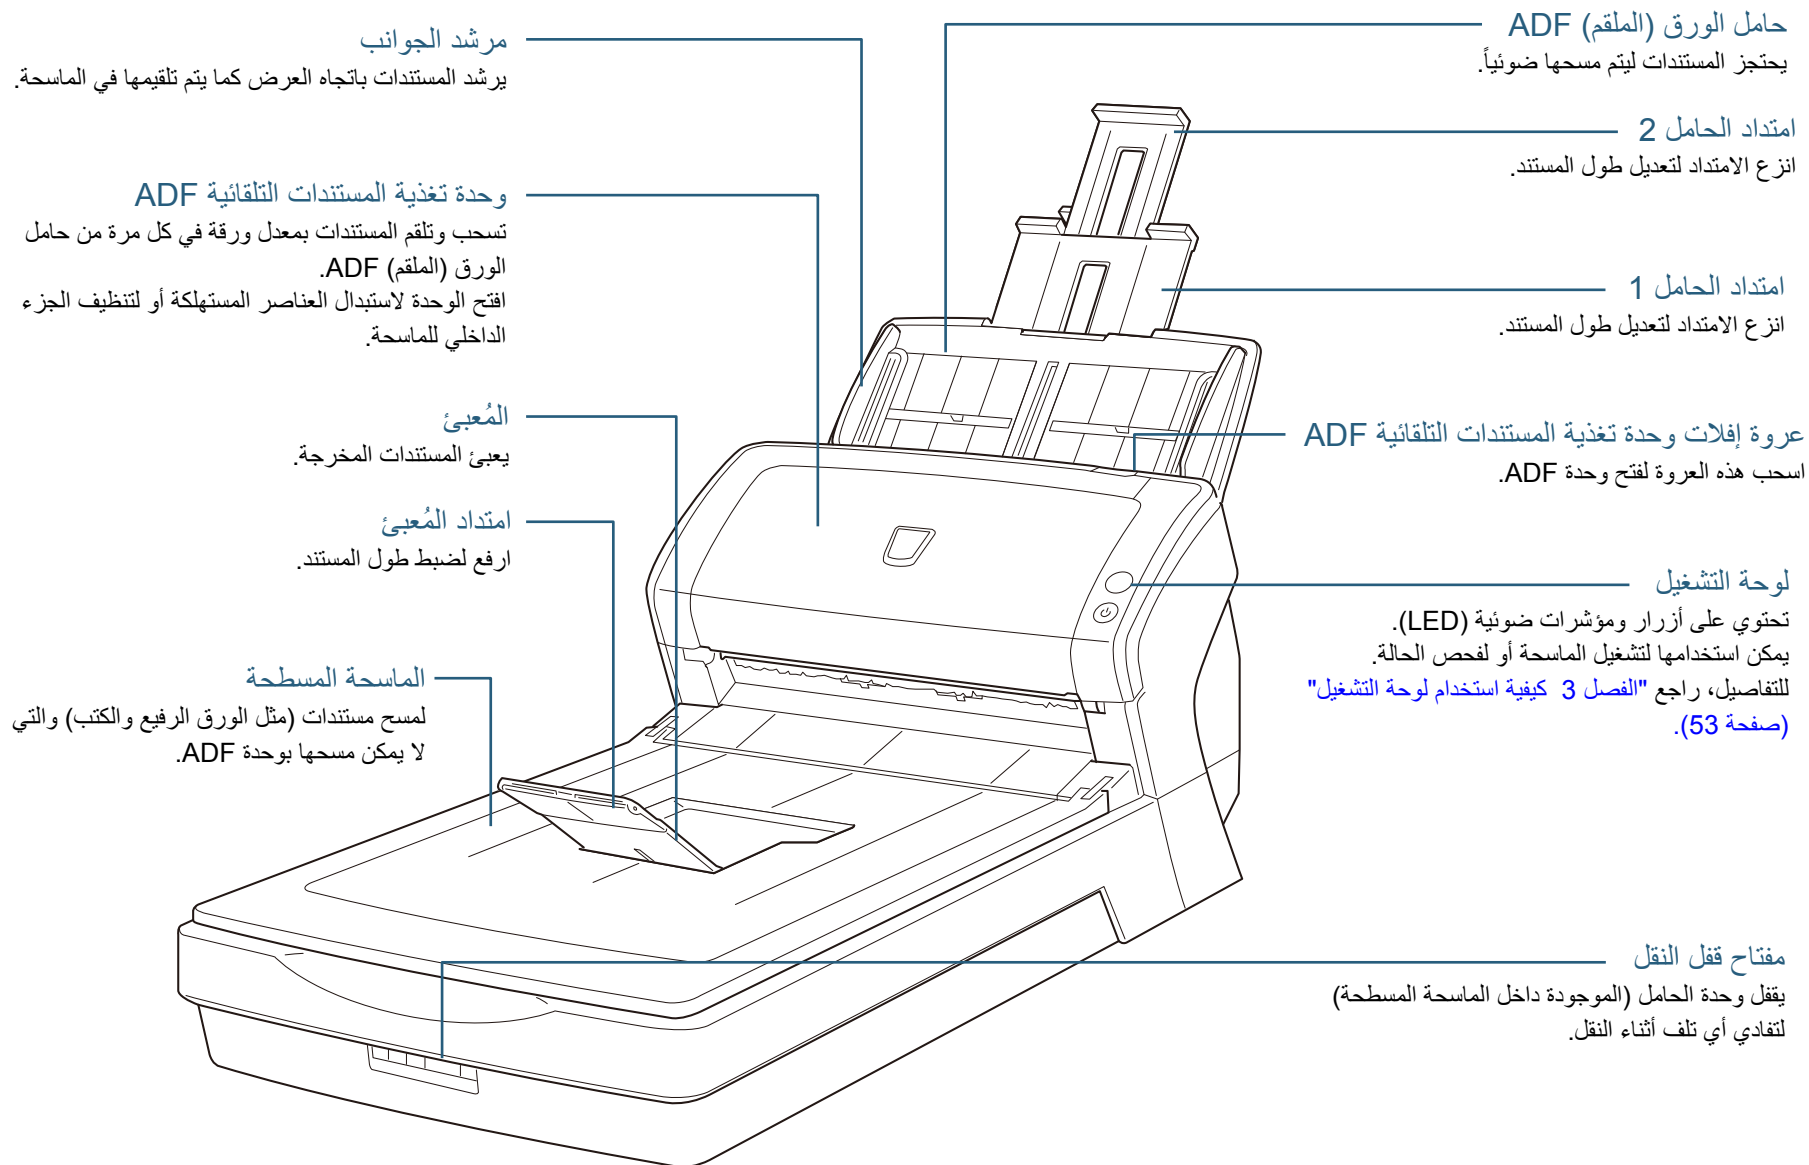 حامل الورق (الملقم) ADF
يحتجز المستندات ليتم مسحها ضوئياً.
امتداد الحامل 2
انزع الامتداد لتعديل طول المستند.
امتداد الحامل 1
انزع الامتداد لتعديل طول المستند.
عروة إفلات وحدة تغذية المستندات التلقائية ADF
اسحب هذه العروة لفتح وحدة ADF.
لوحة التشغيل
تحتوي على أزرار ومؤشرات ضوئية (LED).
يمكن استخدامها لتشغيل الماسحة أو لفحص الحالة.
للتفاصيل، راجع "الفصل 3 كيفية استخدام لوحة التشغيل"
(صفحة 53).
مفتاح قفل النقل
يقفل وحدة الحامل (الموجودة داخل الماسحة المسطحة)
لتفادي أي تلف أثناء النقل.
مرشد الجوانب
يرشد المستندات باتجاه العرض كما يتم تلقيمها في الماسحة.
وحدة تغذية المستندات التلقائية ADF
تسحب وتلقم المستندات بمعدل ورقة في كل مرة من حامل
الورق (الملقم) ADF.
افتح الوحدة لاستبدال العناصر المستهلكة أو لتنظيف الجزء
الداخلي للماسحة.
المُعبئ
يعبئ المستندات المخرجة.
امتداد المُعبئ
ارفع لضبط طول المستند.
الماسحة المسطحة
لمسح مستندات (مثل الورق الرفيع والكتب) والتي
لا يمكن مسحها بوحدة ADF.